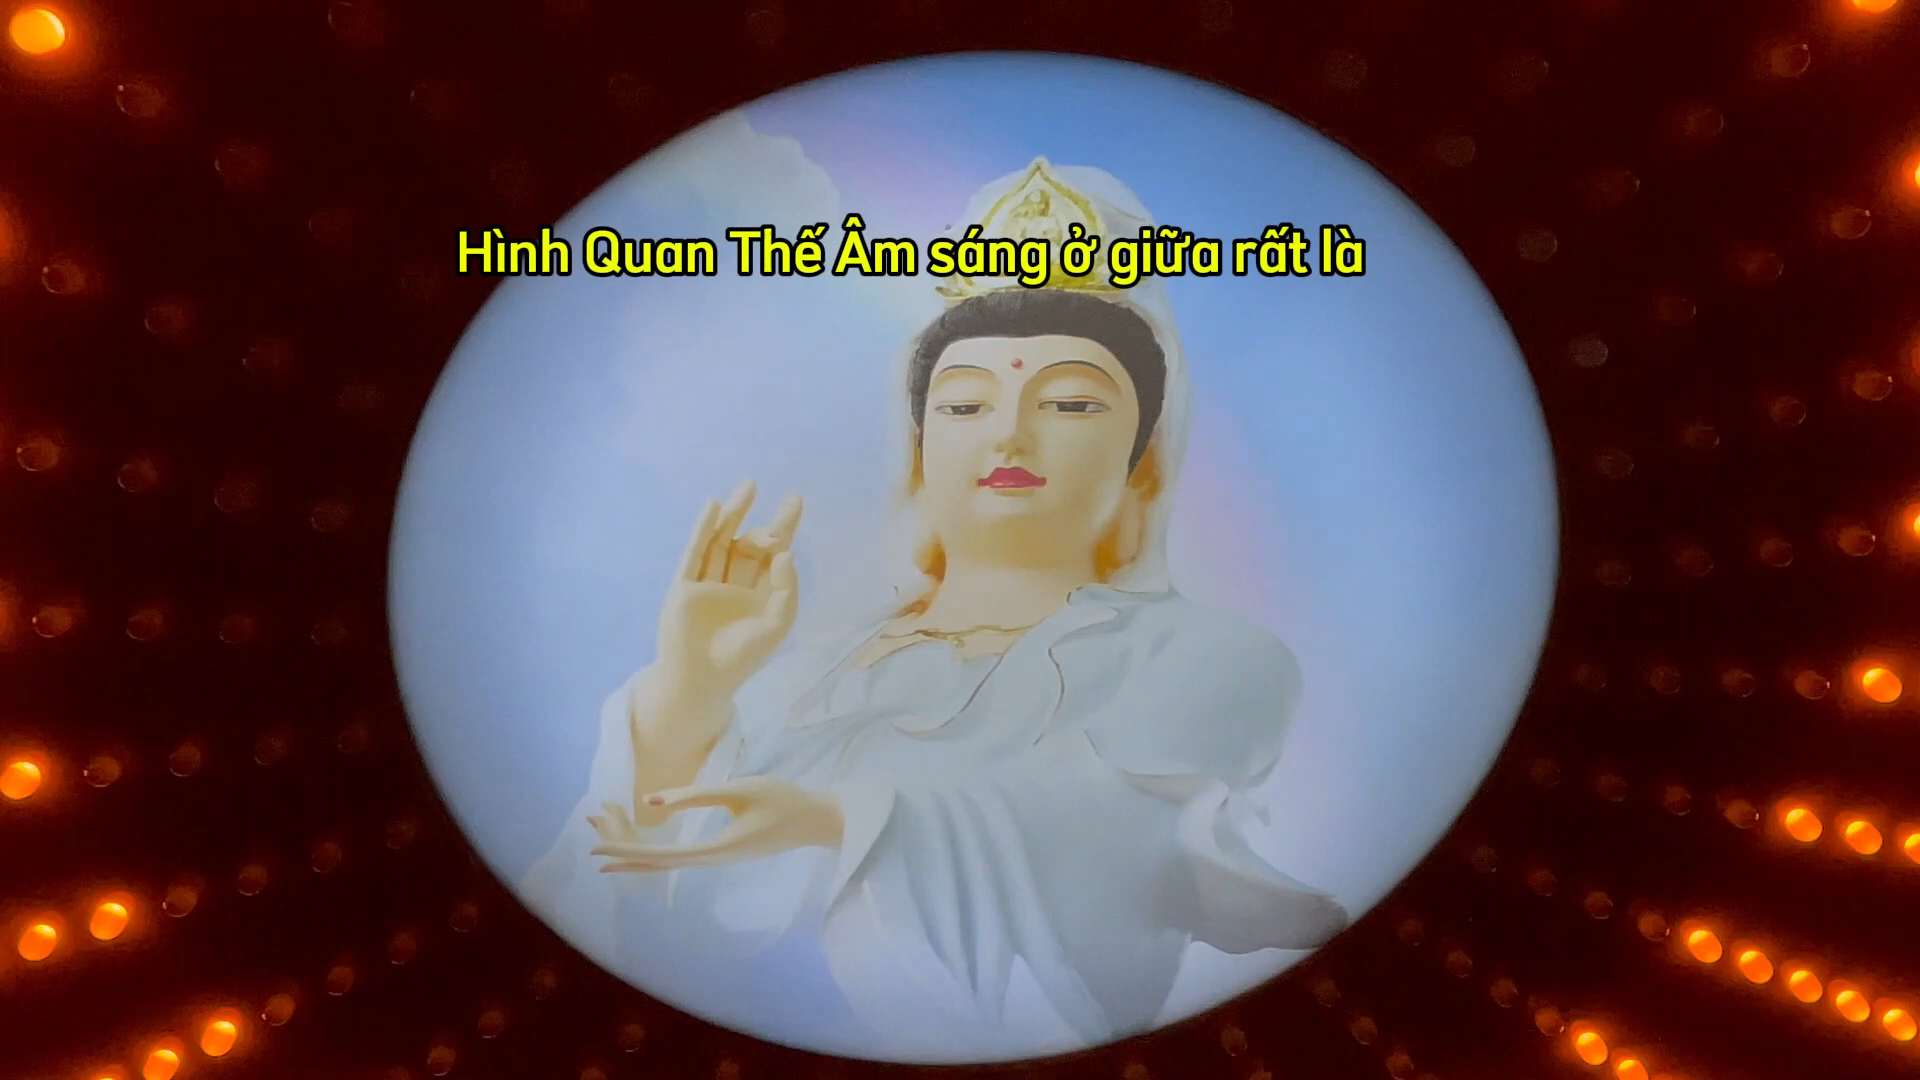 Hình Quan Thế Âm sáng ở giữa rất là